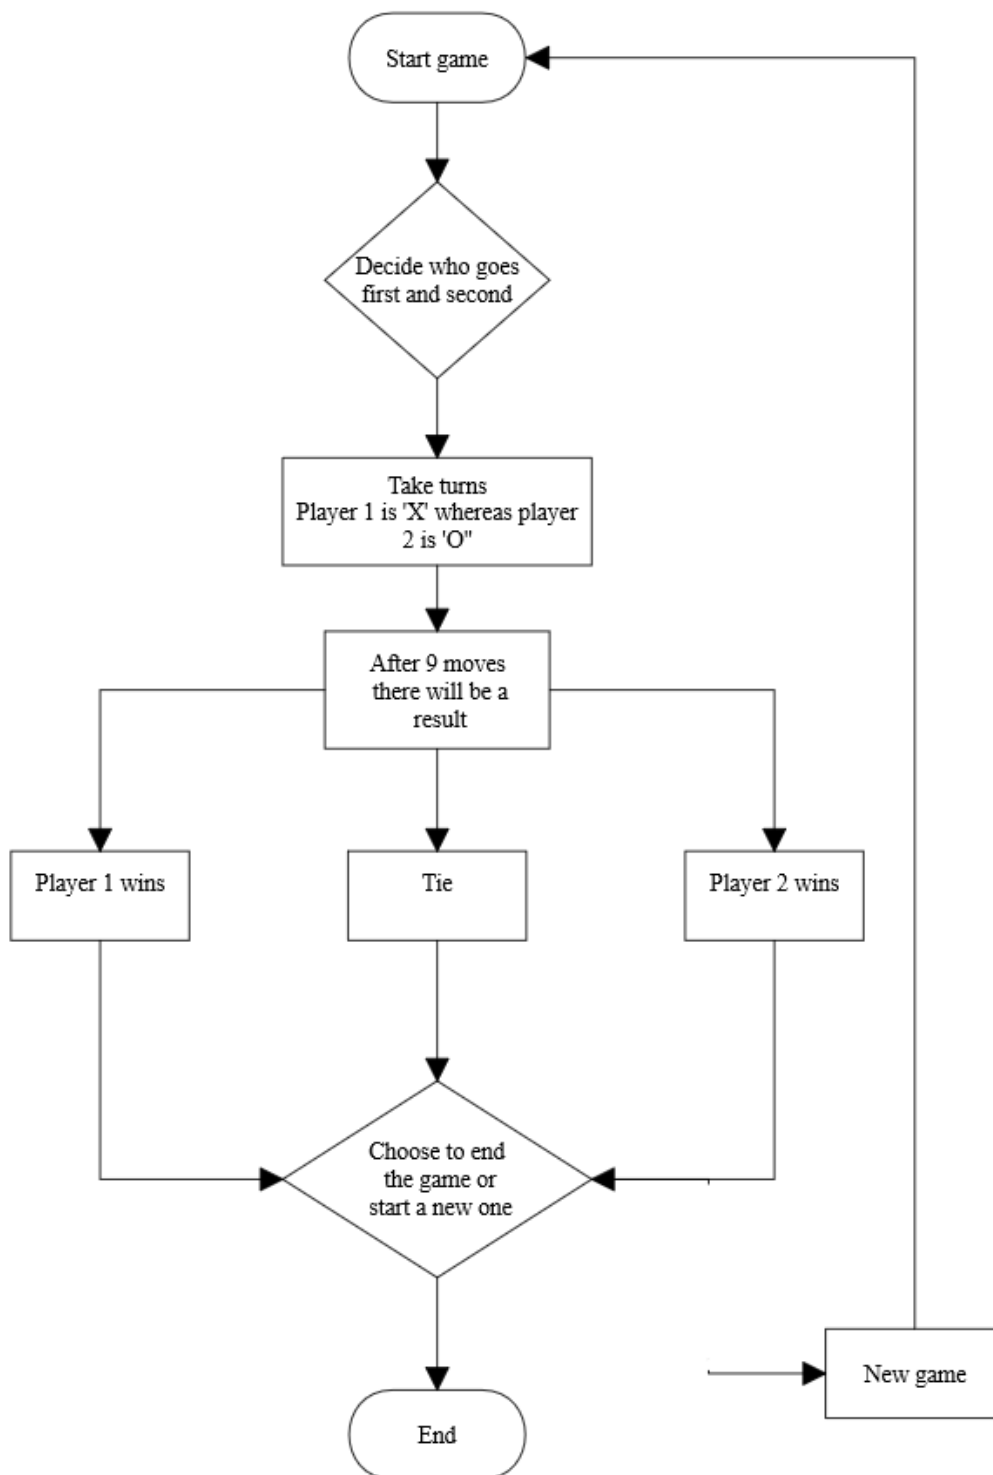 Start game
Decide who goes
first and second
Take turns
Player 1 is 'X' whereas player
2 is 'O"
After 9 moves
there will be a
result
Player 1 wins
Tie
Player 2 wins
Choose to end
the game or
start a new one
New game
End